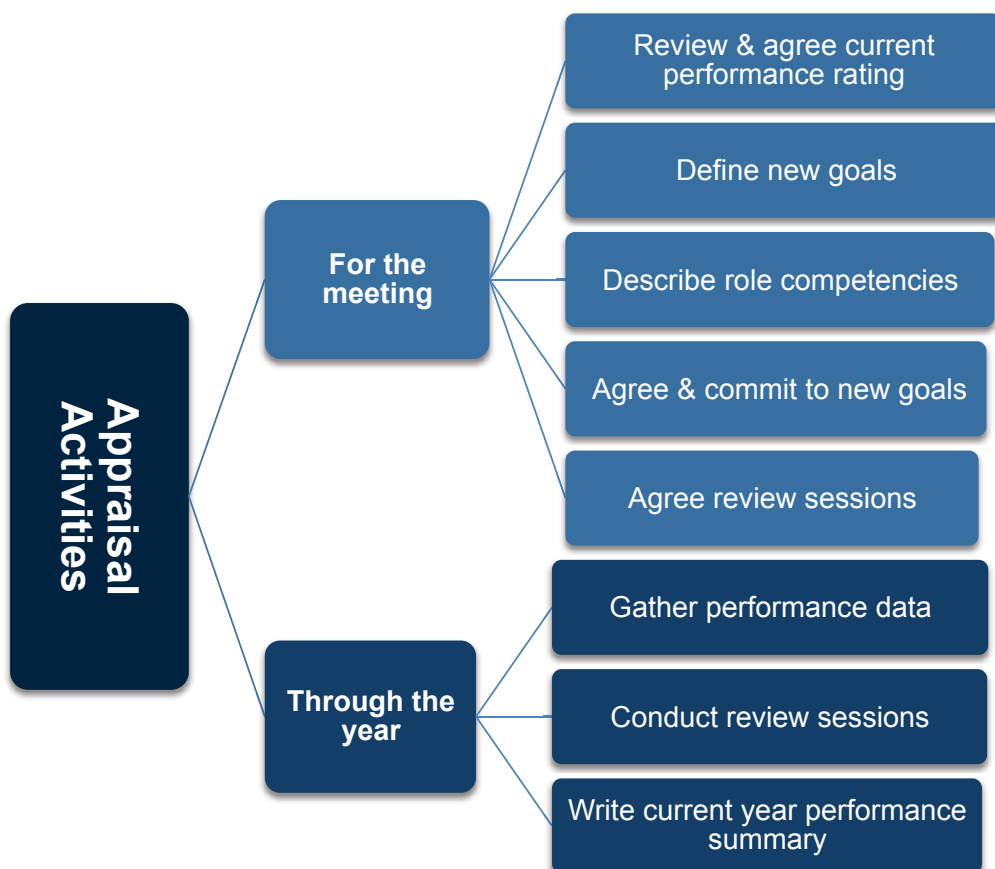 Appraisal
Activities
For the
meeting
Review & agree current
performance rating
Define new goals
Describe role competencies
Agree & commit to new goals
Agree review sessions
Through the
year
Gather performance data
Conduct review sessions
Write current year performance
summary